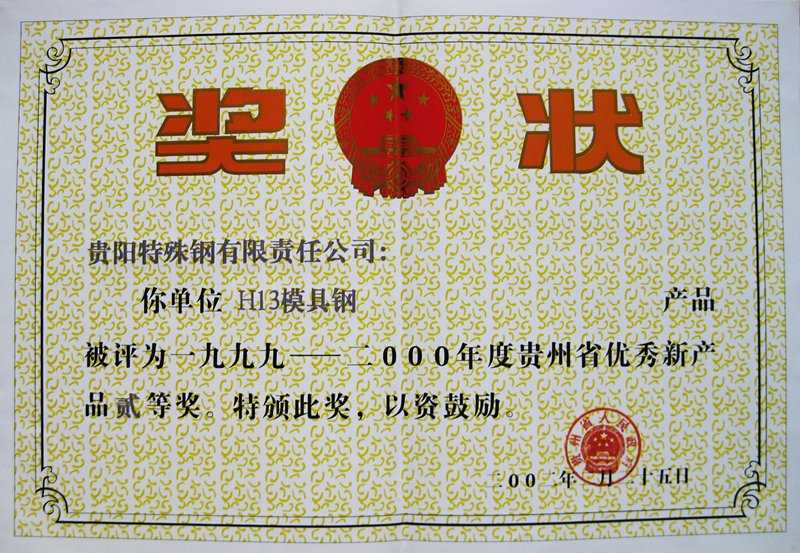 奖 状
贵阳特殊钢有限责任公司：
你单位 H13模具钢 产品
被评为一九九九——二000年度贵州省优秀新产
品贰等奖。特颁此奖，以资鼓励。
贵州省人民政府
二00二年 月二十五日